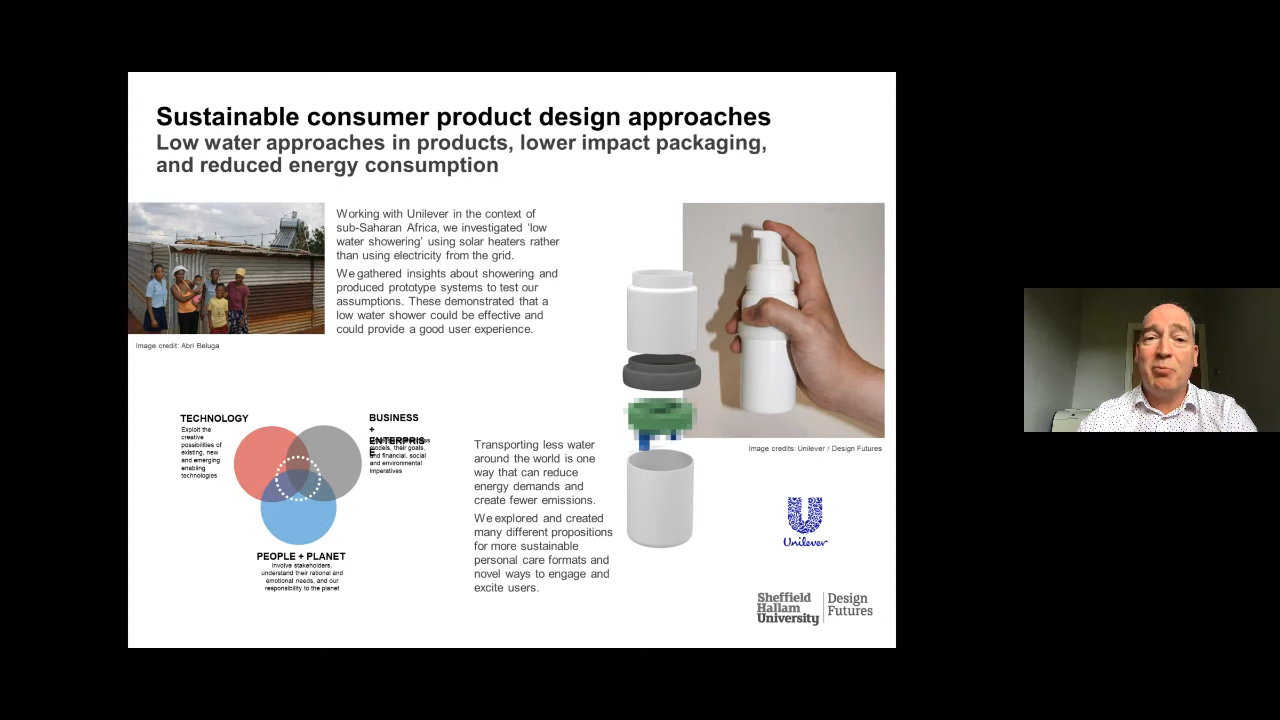 Sustainable consumer product design approaches
Low water approaches in products, lower impact packaging,
and reduced energy consumption
Working with Unilever in the context of
sub-Saharan Africa, we investigated ‘low
water showering’ using solar heaters rather
than using electricity from the grid.
We gathered insights about showering and
produced prototype systems to test our
assumptions. These demonstrated that a
low water shower could be effective and
could provide a good user experience.
Image credit: Abri Beluga
TECHNOLOGY
Exploit the
creative
possibilities of
existing, new
and emerging
enabling
technologies
BUSINESS
+
ENTERPRIS
E
models, their goals,
and financial, social
and environmental
imperatives
PEOPLE + PLANET
Involve stakeholders,
understand their rational and
emotional needs, and our
responsibility to the planet
Transporting less water
around the world is one
way that can reduce
energy demands and
create fewer emissions.
We explored and created
many different propositions
for more sustainable
personal care formats and
novel ways to engage and
excite users.
Image credits: Unilever / Design Futures
Unilever
Sheffield
Hallam
University
Design
Futures